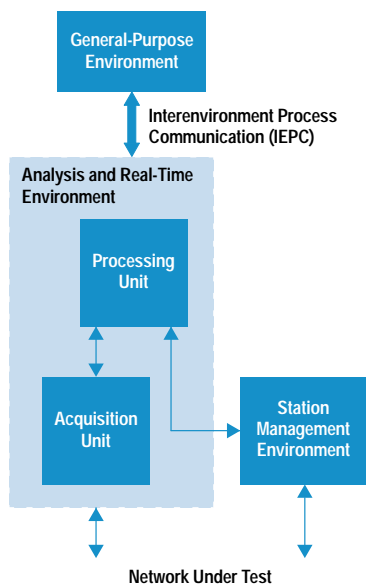 General-Purpose
Environment
Interenvironment Process
Communication (IEPC)
Analysis and Real-Time
Environment
Processing
Unit
Acquisition
Unit
Station
Management
Environment
Network Under Test